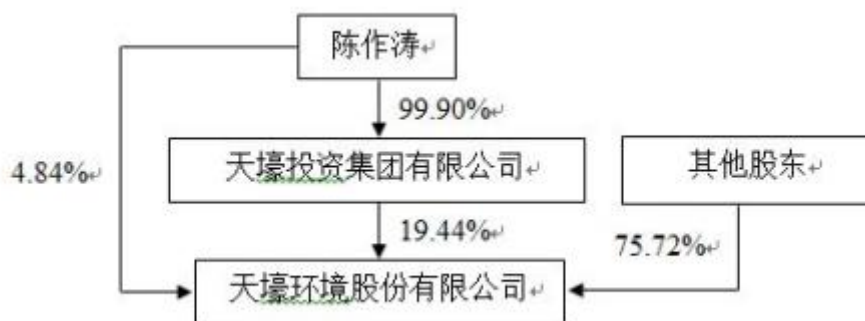 陈作涛
99.90%
天壕投资集团有限公司
其他股东
4.84%
19.44%
75.72%
天壕环境股份有限公司